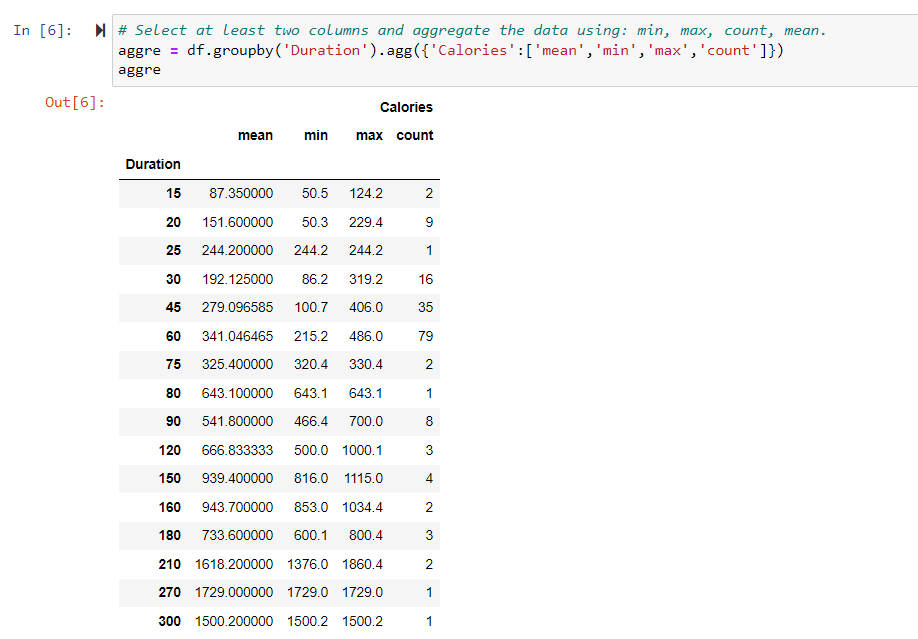 In [6]: # Select at least two columns and aggregate the data using: min, max, count, mean.
aggre = df.groupby('Duration').agg({'Calories':['mean','min','max','count']})
aggre
Out[6]:
Calories
mean min max count
Duration
15 87.350000 50.5 124.2 2
20 151.600000 50.3 229.4 9
25 244.200000 244.2 244.2 1
30 192.125000 86.2 319.2 16
45 279.096585 100.7 406.0 35
60 341.046465 215.2 486.0 79
75 325.400000 320.4 330.4 2
80 643.100000 643.1 643.1 1
90 541.800000 466.4 700.0 8
120 666.833333 500.0 1000.1 3
150 939.400000 816.0 1115.0 4
160 943.700000 853.0 1034.4 2
180 733.600000 600.1 800.4 3
210 1618.200000 1376.0 1860.4 2
270 1729.000000 1729.0 1729.0 1
300 1500.200000 1500.2 1500.2 1